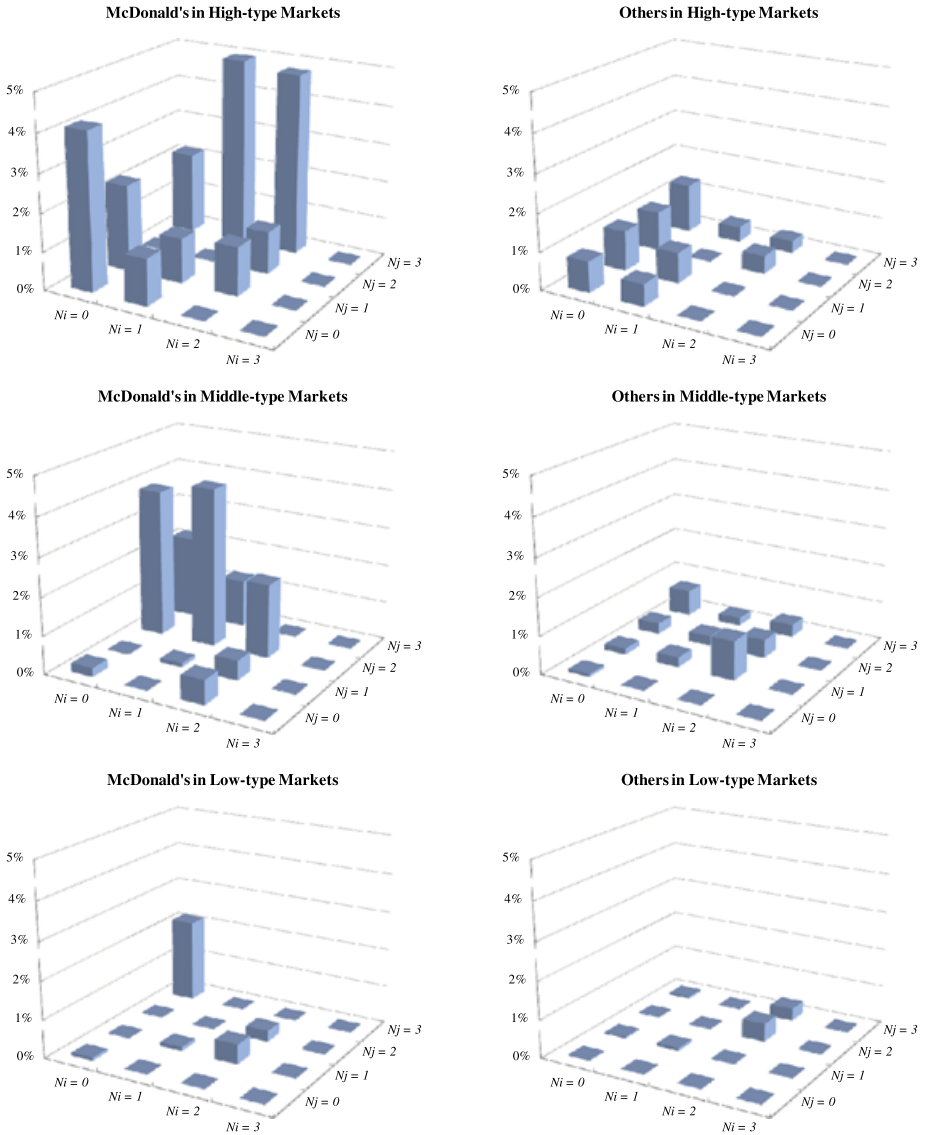 McDonald's in High-type Markets
5%
4%
3%
2%
1%
0%
Ni = 0
Ni = 1
Ni = 2
Ni = 3
Nj = 0
Nj = 1
Nj = 2
Nj = 3
Others in High-type Markets
5%
4%
3%
2%
1%
0%
Ni = 0
Ni = 1
Ni = 2
Ni = 3
Nj = 0
Nj = 1
Nj = 2
Nj = 3
McDonald's in Middle-type Markets
5%
4%
3%
2%
1%
0%
Ni = 0
Ni = 1
Ni = 2
Ni = 3
Nj = 0
Nj = 1
Nj = 2
Nj = 3
Others in Middle-type Markets
5%
4%
3%
2%
1%
0%
Ni = 0
Ni = 1
Ni = 2
Ni = 3
Nj = 0
Nj = 1
Nj = 2
Nj = 3
McDonald's in Low-type Markets
5%
4%
3%
2%
1%
0%
Ni = 0
Ni = 1
Ni = 2
Ni = 3
Nj = 0
Nj = 1
Nj = 2
Nj = 3
Others in Low-type Markets
5%
4%
3%
2%
1%
0%
Ni = 0
Ni = 1
Ni = 2
Ni = 3
Nj = 0
Nj = 1
Nj = 2
Nj = 3